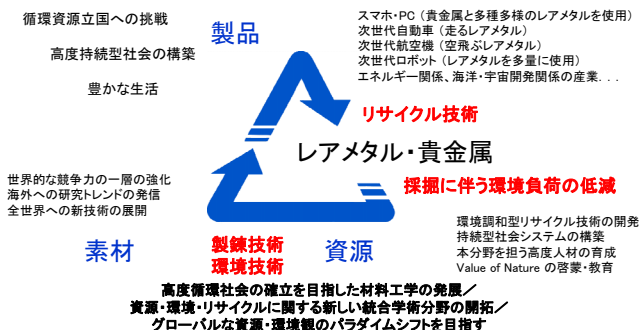 循環資源立国への挑戦
高度持続型社会の構築
豊かな生活
製品
スマホ・PC (貴金属と多種多様のレアメタルを使用)
次世代自動車 (走るレアメタル)
次世代航空機 (空飛ぶレアメタル)
次世代ロボット (レアメタルを多量に使用)
エネルギー関係、海洋・宇宙開発関係の産業...
リサイクル技術
レアメタル・貴金属
採掘に伴う環境負荷の低減
世界的な競争力の一層の強化
海外への研究トレンドの発信
全世界への新技術の展開
素材
製錬技術
環境技術
資源
環境調和型リサイクル技術の開発
持続型社会システムの構築
本分野を担う高度人材の育成
Value of Nature の啓蒙・教育
高度循環社会の確立を目指した材料工学の発展／
資源・環境・リサイクルに関する新しい統合学術分野の開拓／
グローバルな資源・環境観のパラダイムシフトを目指す